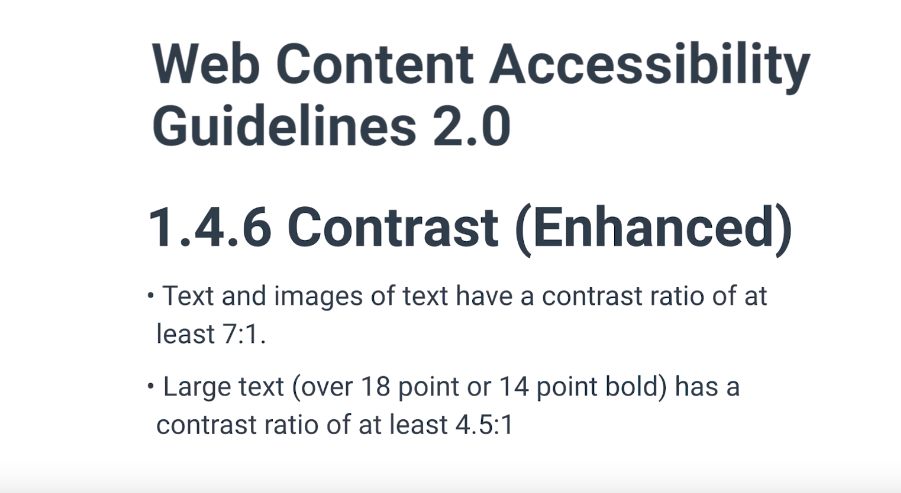 Web Content Accessibility
Guidelines 2.0
1.4.6 Contrast (Enhanced)
• Text and images of text have a contrast ratio of at
least 7:1.
• Large text (over 18 point or 14 point bold) has a
contrast ratio of at least 4.5:1